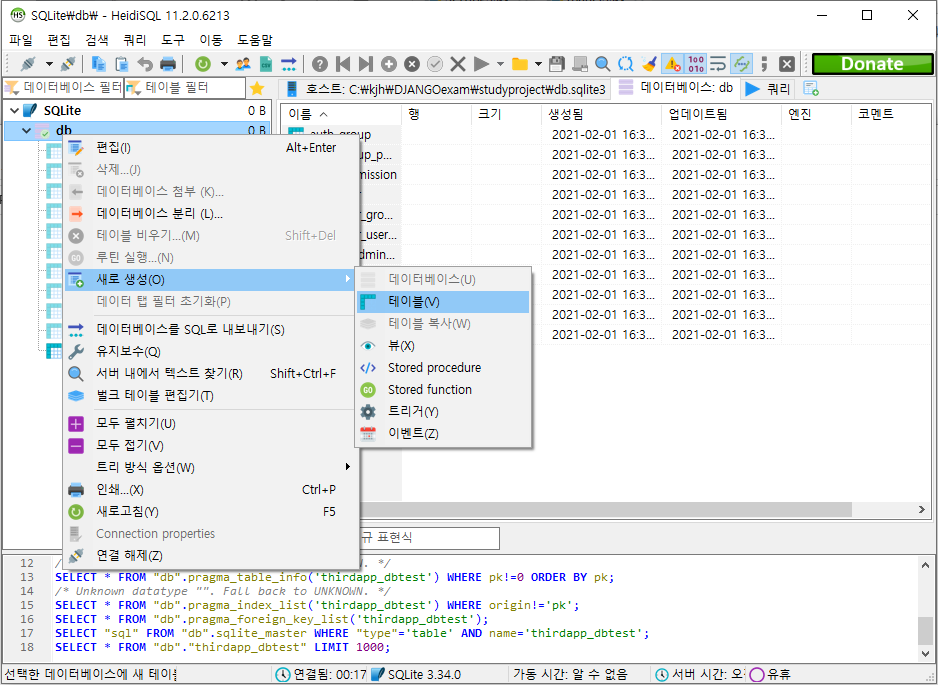 SQLite\db\ - HeidiSQL 11.2.0.6213
파일 편집 검색 쿼리 도구 이동 도움말
Donate
데이터베이스 필터 테이블 필터
호스트: C:\kjh\DJANGOexam\studyproject\db.sqlite3 데이터베이스: db 쿼리
SQLite 0 B
db 0 B
이름 행 크기 생성됨 업데이트됨 엔진 코멘트
auth_group 2021-02-01 16:3... 2021-02-01 16:3...
up_p... 2021-02-01 16:3... 2021-02-01 16:3...
mission 2021-02-01 16:3... 2021-02-01 16:3...
2021-02-01 16:3... 2021-02-01 16:3...
_gro... 2021-02-01 16:3... 2021-02-01 16:3...
_user... 2021-02-01 16:3... 2021-02-01 16:3...
dmin... 2021-02-01 16:3... 2021-02-01 16:3...
2021-02-01 16:3... 2021-02-01 16:3...
2021-02-01 16:3... 2021-02-01 16:3...
2021-02-01 16:3... 2021-02-01 16:3...
2021-02-01 16:3... 2021-02-01 16:3...
편집(I) Alt+Enter
삭제...(J)
데이터베이스 첨부 (K)...
데이터베이스 분리 (L)...
테이블 비우기...(M) Shift+Del
루틴 실행...(N)
새로 생성(O)
데이터 탭 필터 초기화(P)
데이터베이스를 SQL로 내보내기(S)
유지보수(Q)
서버 내에서 텍스트 찾기(R) Shift+Ctrl+F
벌크 테이블 편집기(T)
모두 펼치기(U)
모두 접기(V)
트리 방식 옵션(W)
인쇄...(X) Ctrl+P
새로고침(Y) F5
Connection properties
연결 해제(Z)
데이터베이스(U)
테이블(V)
테이블 복사(W)
뷰(X)
Stored procedure
Stored function
트리거(Y)
이벤트(Z)
규 표현식
12 /. */
13 SELECT * FROM "db".pragma_table_info('thirdapp_dbtest') WHERE pk!=0 ORDER BY pk;
14 /* Unknown datatype "". Fall back to UNKNOWN. */
15 SELECT * FROM "db".pragma_index_list('thirdapp_dbtest') WHERE origin!='pk';
16 SELECT * FROM "db".pragma_foreign_key_list('thirdapp_dbtest');
17 SELECT "sql" FROM "db".sqlite_master WHERE "type"='table' AND name='thirdapp_dbtest';
18 SELECT * FROM "db"."thirdapp_dbtest" LIMIT 1000;
선택한 데이터베이스에 새 테이블 연결됨: 00:17 SQLite 3.34.0 가동 시간: 알 수 없음 서버 시간: 오 유휴